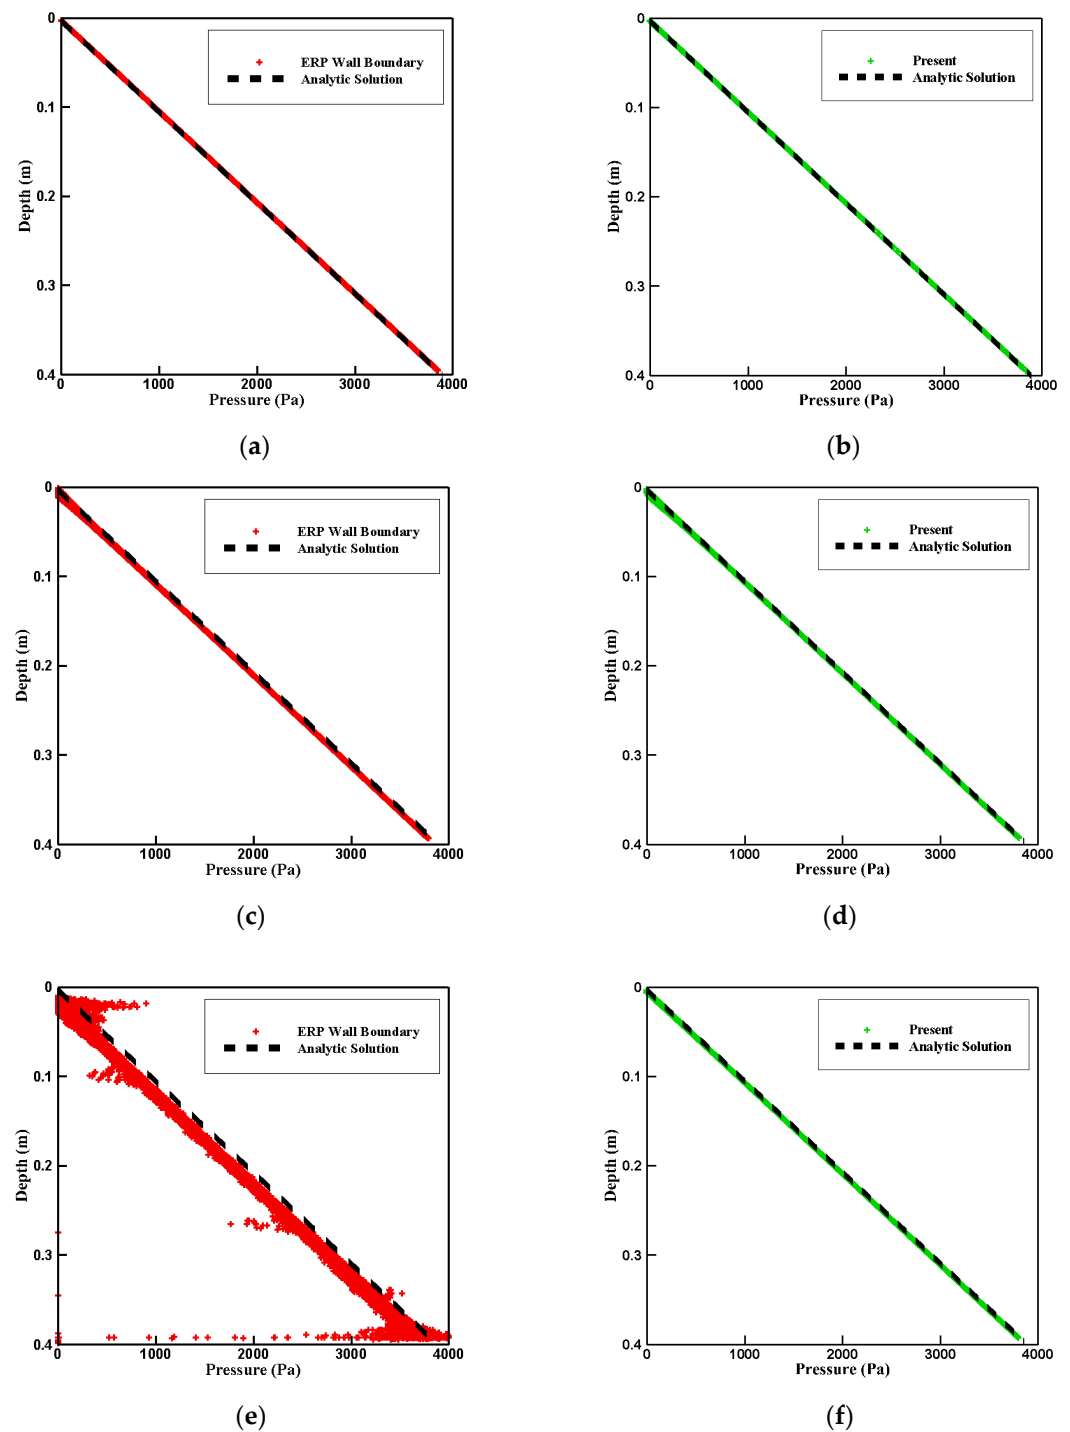 0
0.1
0.2
0.3
0.4
Depth (m)
0 1000 2000 3000 4000
Pressure (Pa)
ERP Wall Boundary
Analytic Solution
(a)
0
0.1
0.2
0.3
0.4
Depth (m)
0 1000 2000 3000 4000
Pressure (Pa)
Present
Analytic Solution
(b)
0
0.1
0.2
0.3
0.4
Depth (m)
0 1000 2000 3000 4000
Pressure (Pa)
ERP Wall Boundary
Analytic Solution
(c)
0
0.1
0.2
0.3
0.4
Depth (m)
0 1000 2000 3000 4000
Pressure (Pa)
Present
Analytic Solution
(d)
0
0.1
0.2
0.3
0.4
Depth (m)
0 1000 2000 3000 4000
Pressure (Pa)
ERP Wall Boundary
Analytic Solution
(e)
0
0.1
0.2
0.3
0.4
Depth (m)
0 1000 2000 3000 4000
Pressure (Pa)
Present
Analytic Solution
(f)